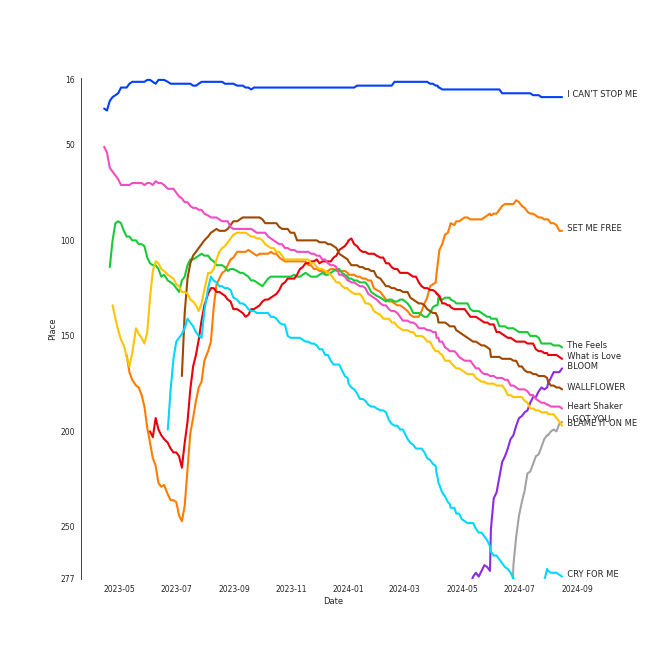 16
50
100
150
200
250
277
Place
I CAN'T STOP ME
SET ME FREE
The Feels
What is Love
BLOOM
WALLFLOWER
Heart Shaker
I GOT YOU
BLAME IT ON ME
CRY FOR ME
2023-05
2023-07
2023-09
2023-11
2024-01
2024-03
2024-05
2024-07
2024-09
Date